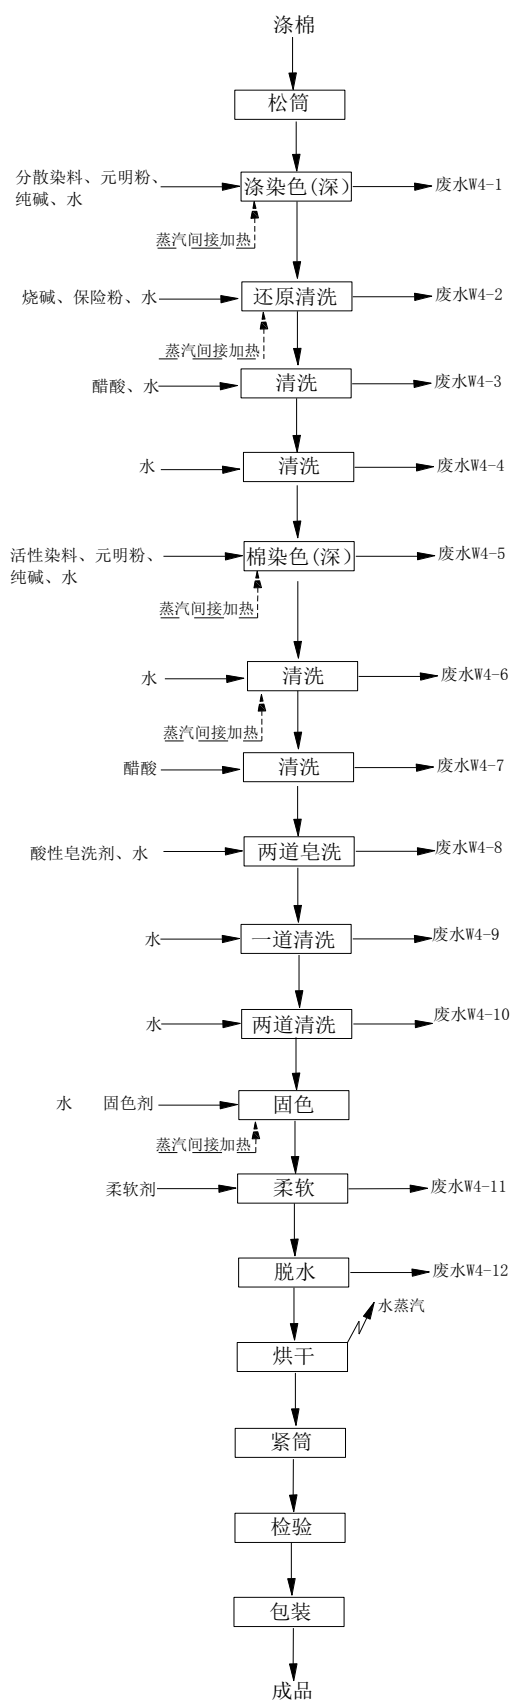 涤棉
松筒
分散染料、元明粉、
纯碱、水
涤染色(深)
废水W4-1
蒸汽间接加热
烧碱、保险粉、水
还原清洗
废水W4-2
蒸汽间接加热
醋酸、水
清洗
废水W4-3
水
清洗
废水W4-4
活性染料、元明粉、
纯碱、水
棉染色(深)
废水W4-5
蒸汽间接加热
水
清洗
废水W4-6
蒸汽间接加热
醋酸
清洗
废水W4-7
酸性皂洗剂、水
两道皂洗
废水W4-8
水
一道清洗
废水W4-9
水
两道清洗
废水W4-10
水 固色剂
固色
蒸汽间接加热
柔软剂
柔软
废水W4-11
脱水
废水W4-12
水蒸汽
烘干
紧筒
检验
包装
成品